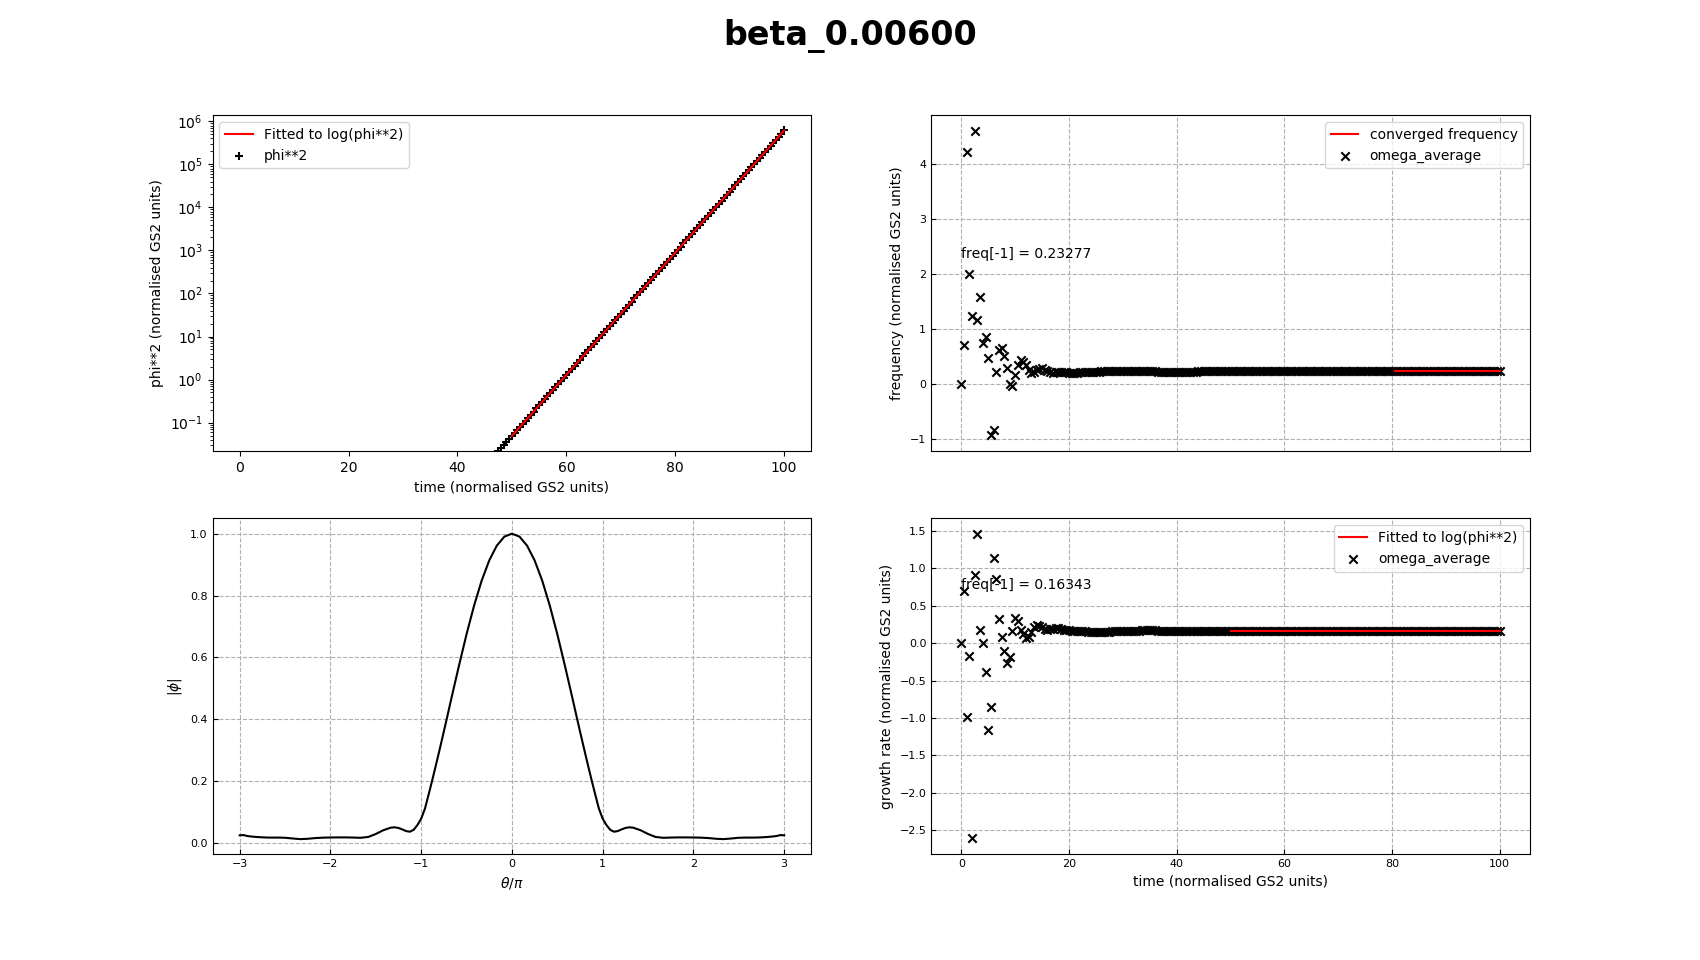 beta_0.00600
10^6
10^5
10^4
10^3
10^2
10^1
10^0
10^−1
phi**2 (normalised GS2 units)
Fitted to log(phi**2)
phi**2
0 20 40 60 80 100
time (normalised GS2 units)
4
3
2
1
0
−1
frequency (normalised GS2 units)
converged frequency
omega_average
freq[-1] = 0.23277
1.0
0.8
0.6
0.4
0.2
0.0
|ϕ|
−3 −2 −1 0 1 2 3
θ/π
1.5
1.0
0.5
0.0
−0.5
−1.0
−1.5
−2.0
−2.5
growth rate (normalised GS2 units)
Fitted to log(phi**2)
omega_average
freq[-1] = 0.16343
0 20 40 60 80 100
time (normalised GS2 units)